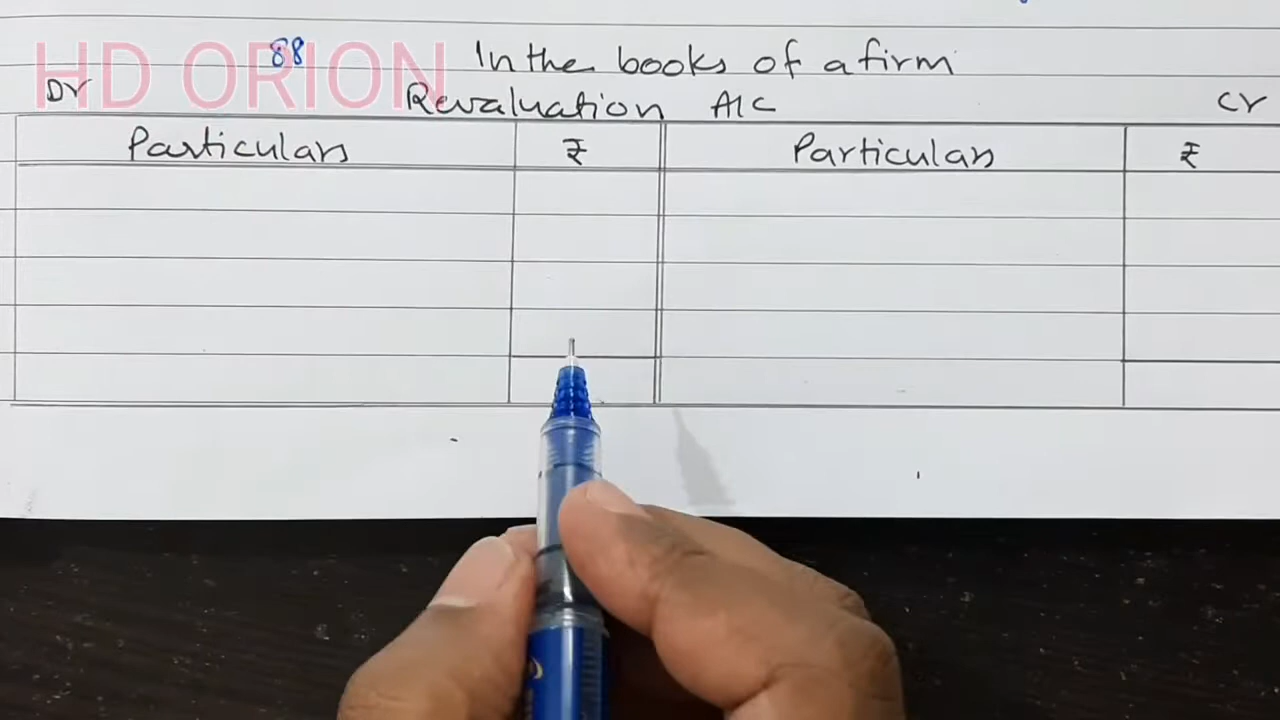 HD ORION
88 In the books of a firm
Dr Revaluation A/C Cr
Particulars ₹ Particulars ₹